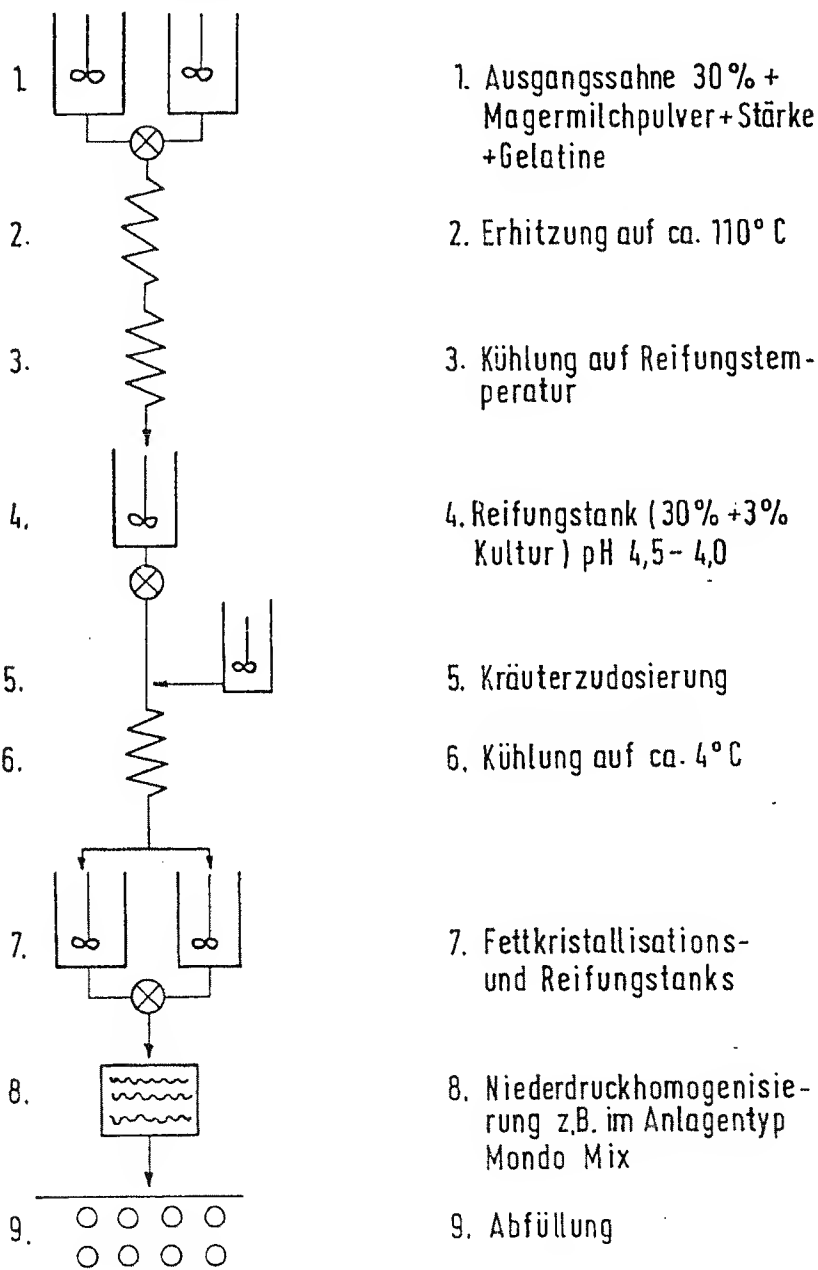 1
1. Ausgangssahne 30% +
Magermilchpulver + Stärke
+ Gelatine
2.
2. Erhitzung auf ca. 110° C
3.
3. Kühlung auf Reifungstem-
peratur
4.
4. Reifungstank (30% +3%
Kultur) pH 4,5 - 4,0
5.
5. Kräuterzudosierung
6.
6. Kühlung auf ca. 4° C
7.
7. Fettkristallisations-
und Reifungstanks
8.
8. Niederdruckhomogenisie-
rung z.B. im Anlagentyp
Mondo Mix
9.
9. Abfüllung